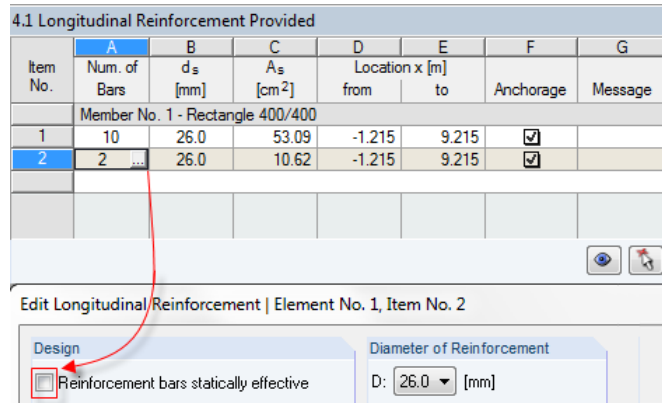 4.1 Longitudinal Reinforcement Provided
A B C D E F G
Item Num. of d s A s Location x [m]
No. Bars [mm] [cm 2] from to Anchorage Message
Member No. 1 - Rectangle 400/400
1 10 26.0 53.09 -1.215 9.215
2 2 ... 26.0 10.62 -1.215 9.215
Edit Longitudinal Reinforcement | Element No. 1, Item No. 2
Design Diameter of Reinforcement
Reinforcement bars statically effective D: 26.0 [mm]